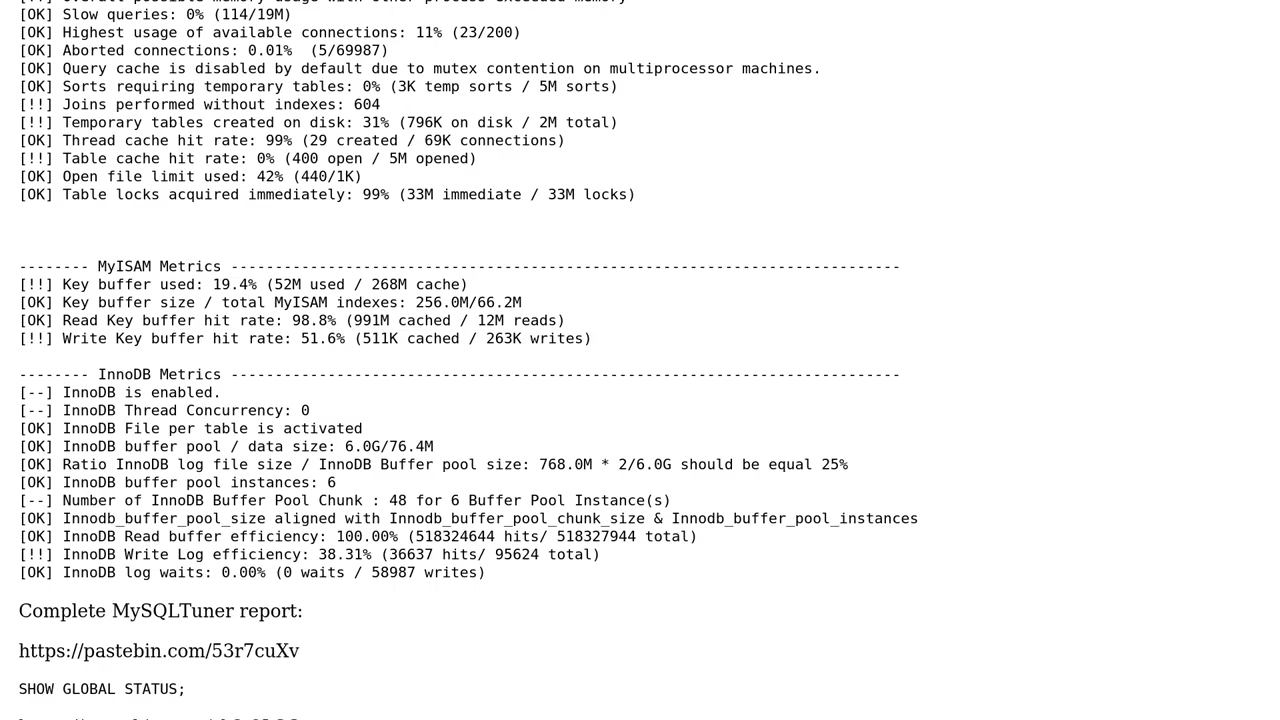 [!!] Overall possible memory usage with other process exceeded memory
[OK] Slow queries: 0% (114/19M)
[OK] Highest usage of available connections: 11% (23/200)
[OK] Aborted connections: 0.01%  (5/69987)
[OK] Query cache is disabled by default due to mutex contention on multiprocessor machines.
[OK] Sorts requiring temporary tables: 0% (3K temp sorts / 5M sorts)
[!!] Joins performed without indexes: 604
[!!] Temporary tables created on disk: 31% (796K on disk / 2M total)
[OK] Thread cache hit rate: 99% (29 created / 69K connections)
[!!] Table cache hit rate: 0% (400 open / 5M opened)
[OK] Open file limit used: 42% (440/1K)
[OK] Table locks acquired immediately: 99% (33M immediate / 33M locks)
-------- MyISAM Metrics ----------------------------------------------------------------------------
[!!] Key buffer used: 19.4% (52M used / 268M cache)
[OK] Key buffer size / total MyISAM indexes: 256.0M/66.2M
[OK] Read Key buffer hit rate: 98.8% (991M cached / 12M reads)
[!!] Write Key buffer hit rate: 51.6% (511K cached / 263K writes)
-------- InnoDB Metrics ----------------------------------------------------------------------------
[--] InnoDB is enabled.
[--] InnoDB Thread Concurrency: 0
[OK] InnoDB File per table is activated
[OK] InnoDB buffer pool / data size: 6.0G/76.4M
[OK] Ratio InnoDB log file size / InnoDB Buffer pool size: 768.0M * 2/6.0G should be equal 25%
[OK] InnoDB buffer pool instances: 6
[--] Number of InnoDB Buffer Pool Chunk : 48 for 6 Buffer Pool Instance(s)
[OK] Innodb_buffer_pool_size aligned with Innodb_buffer_pool_chunk_size & Innodb_buffer_pool_instances
[OK] InnoDB Read buffer efficiency: 100.00% (518324644 hits/ 518327944 total)
[!!] InnoDB Write Log efficiency: 38.31% (36637 hits/ 95624 total)
[OK] InnoDB log waits: 0.00% (0 waits / 58987 writes)
Complete MySQLTuner report:
https://pastebin.com/53r7cuXv
SHOW GLOBAL STATUS;